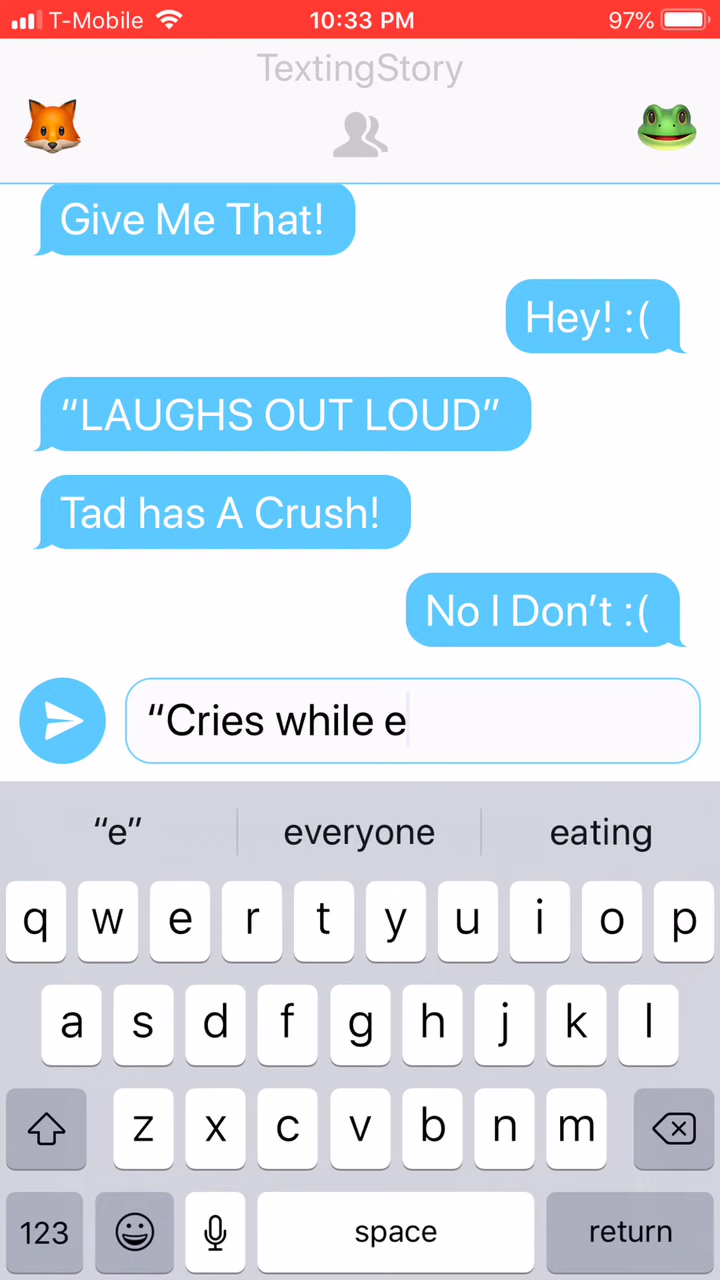 T-Mobile 10:33 PM 97%
TextingStory
Give Me That!
Hey! :(
“LAUGHS OUT LOUD”
Tad has A Crush!
No I Don’t :(
“Cries while e
“e” everyone eating
q w e r t y u i o p
a s d f g h j k l
z x c v b n m
123 space return